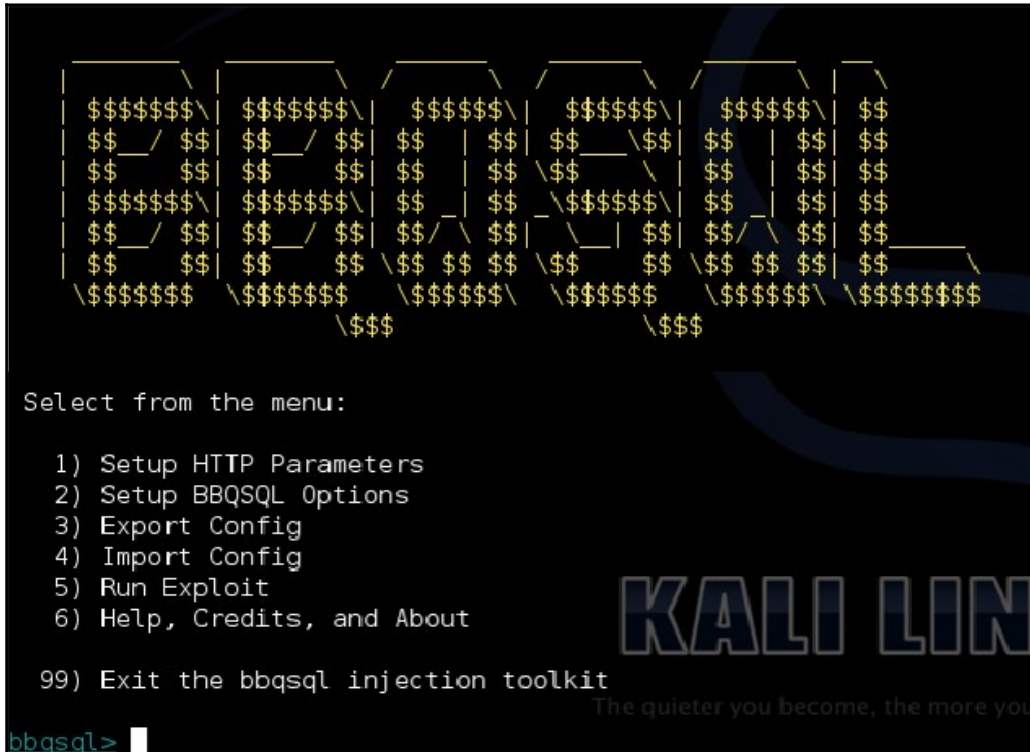 BBQSQL
Select from the menu:
1) Setup HTTP Parameters
2) Setup BBQSQL Options
3) Export Config
4) Import Config
5) Run Exploit
6) Help, Credits, and About
99) Exit the bbqsql injection toolkit
KALI LIN
The quieter you become, the more you
bbqsql>